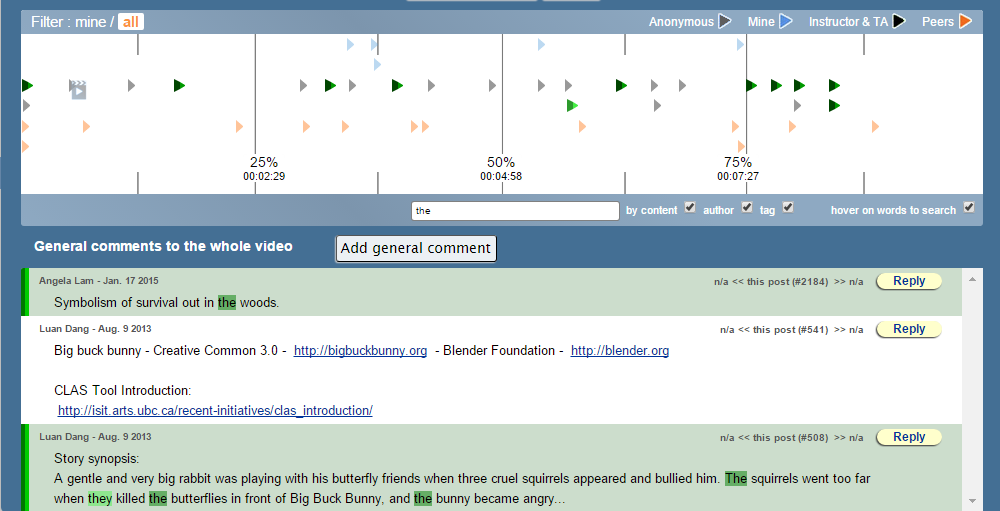 Filter : mine / all
Anonymous Mine Instructor & TA Peers
25% 50% 75%
00:02:29 00:04:58 00:07:27
the by content author tag hover on words to search
General comments to the whole video Add general comment
Angela Lam - Jan. 17 2015 n/a << this post (#2184) >> n/a Reply
Symbolism of survival out in the woods.
Luan Dang - Aug. 9 2013 n/a << this post (#541) >> n/a Reply
Big buck bunny - Creative Common 3.0 - http://bigbuckbunny.org - Blender Foundation - http://blender.org
CLAS Tool Introduction:
http://isit.arts.ubc.ca/recent-initiatives/clas_introduction/
Luan Dang - Aug. 9 2013 n/a << this post (#508) >> n/a Reply
Story synopsis:
A gentle and very big rabbit was playing with his butterfly friends when three cruel squirrels appeared and bullied him. The squirrels went too far
when they killed the butterflies in front of Big Buck Bunny, and the bunny became angry...